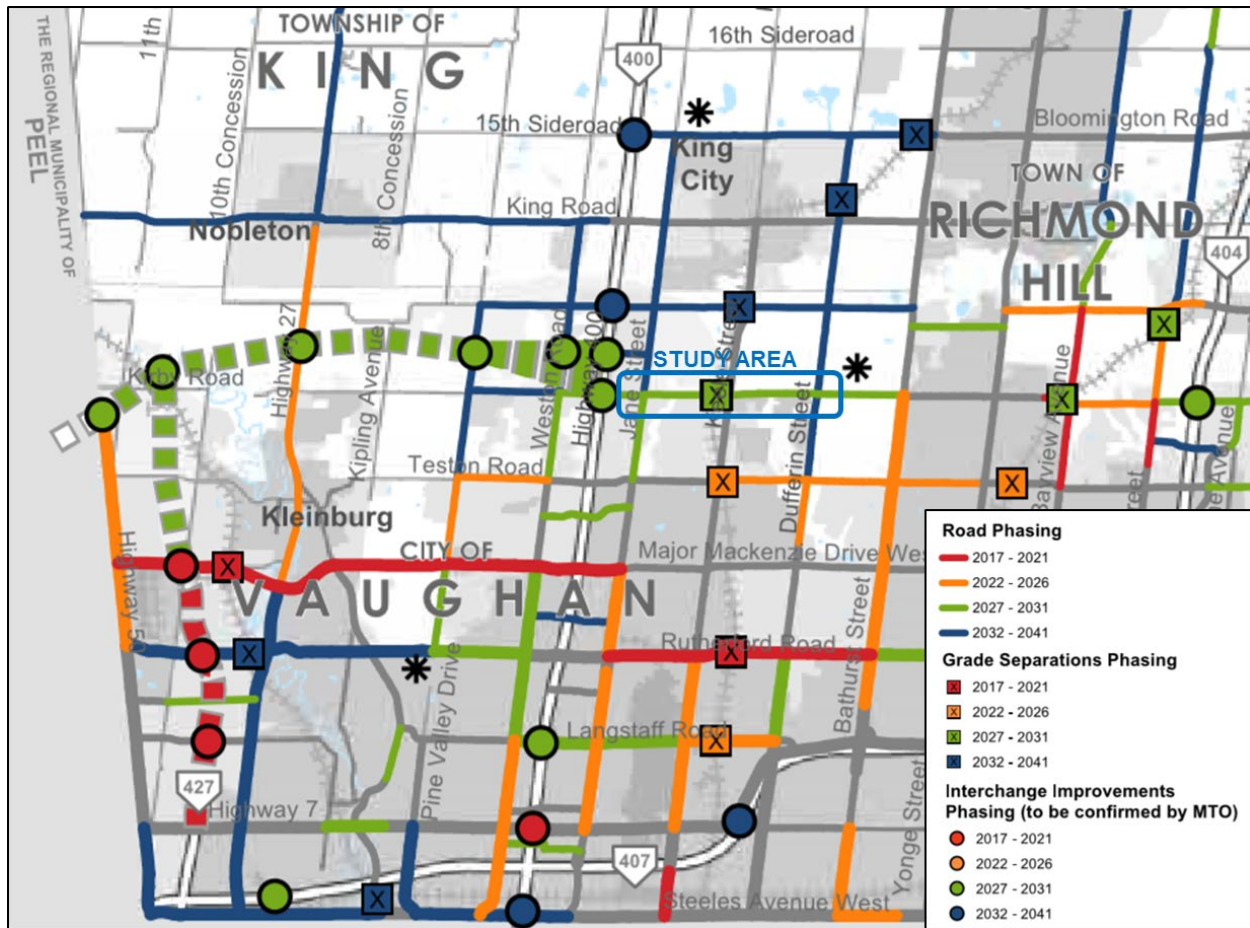 TOWNSHIP OF
KING
THE REGIONAL MUNICIPALITY OF
PEEL
11th
16th Sideroad
400
10th Concession
8th Concession
15th Sideroad
King
City
Bloomington Road
TOWN OF
RICHMOND
HILL
404
King Road
Nobleton
Highway 27
Kirby Road
Kipling Avenue
Weston Road
Highway 400
Jane Street
STUDY AREA
Street
Dufferin Street
Bayview Avenue
Avenue
Street
Teston Road
Kleinburg
CITY OF
VAUGHAN
Major Mackenzie Drive
Highway 50
Rutherford Road
Pine Valley Drive
Bathurst Street
Langstaff Road
427
Highway 7
407
Yonge Street
Steeles Avenue West
X
X
X
X
X
X
X
X
X
X
X
X
X
Road Phasing
2017 - 2021
2022 - 2026
2027 - 2031
2032 - 2041
Grade Separations Phasing
X 2017 - 2021
X 2022 - 2026
X 2027 - 2031
X 2032 - 2041
Interchange Improvements
Phasing (to be confirmed by MTO)
2017 - 2021
2022 - 2026
2027 - 2031
2032 - 2041